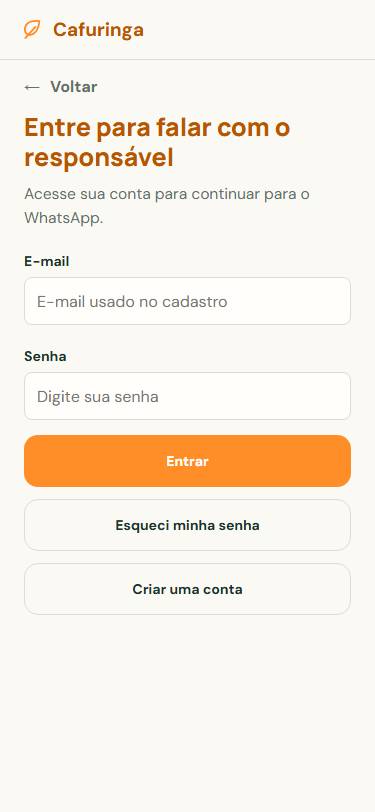 Cafuringa
← Voltar
Entre para falar com o
responsável
Acesse sua conta para continuar para o
WhatsApp.
E-mail
E-mail usado no cadastro
Senha
Digite sua senha
Entrar
Esqueci minha senha
Criar uma conta